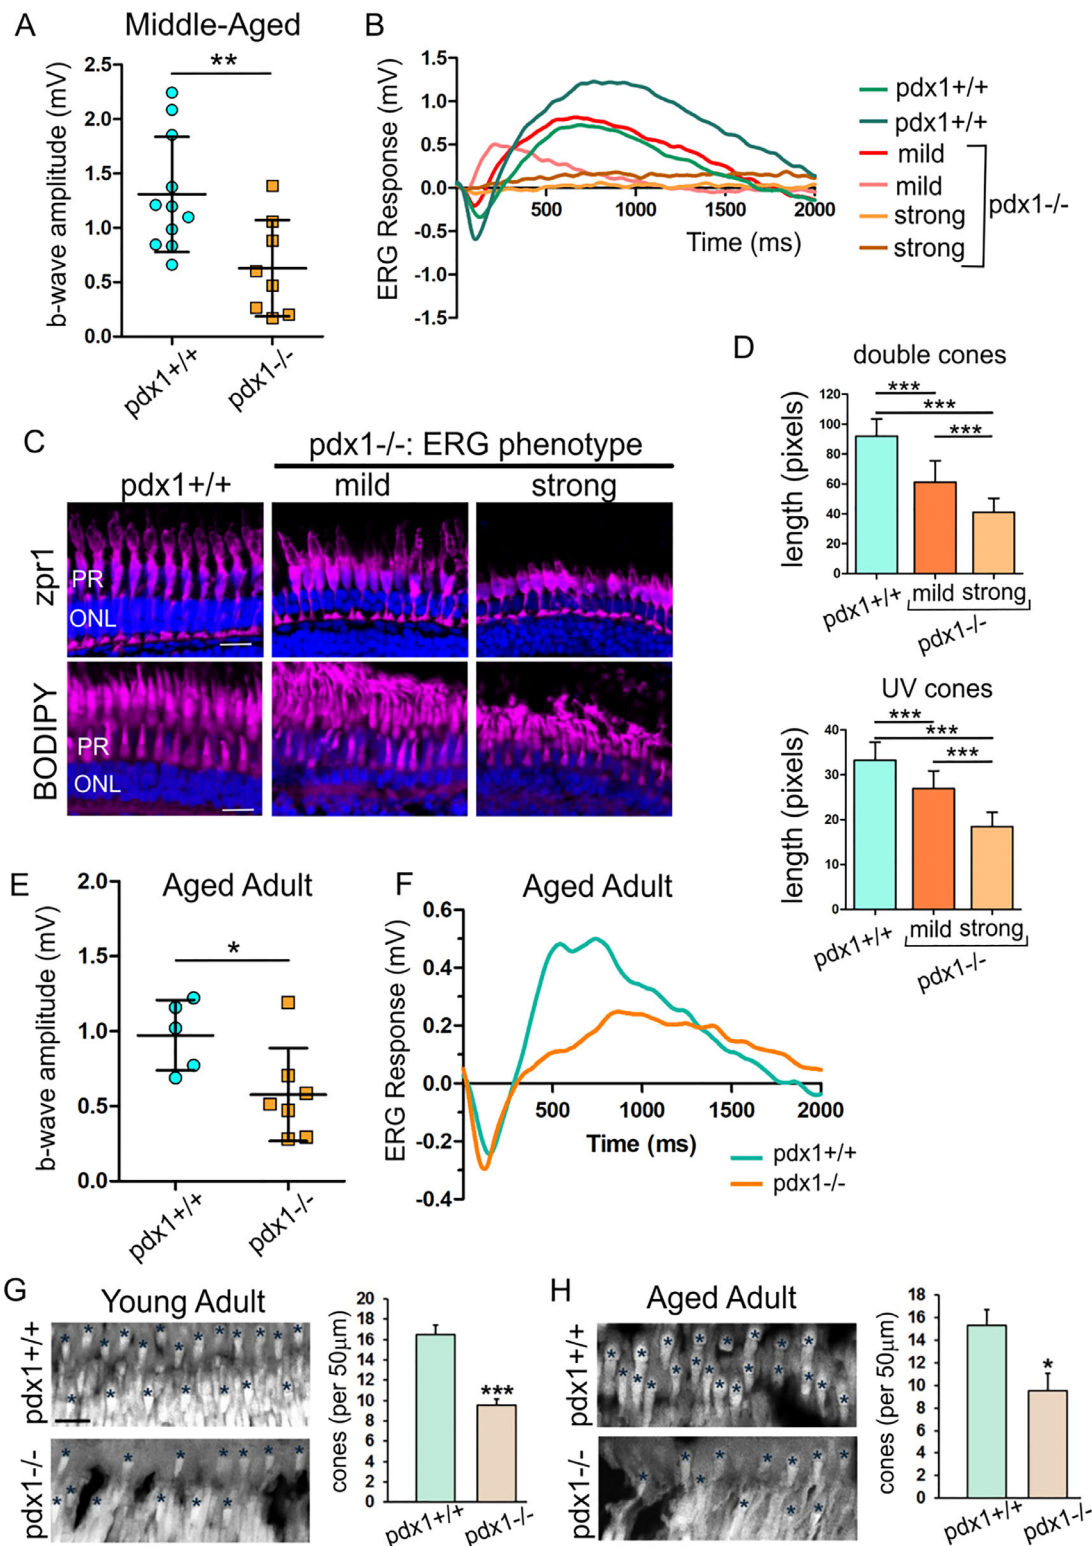 A
Middle-Aged
b-wave amplitude (mV)
2.5
2.0
1.5
1.0
0.5
0.0
**
pdx1+/+
pdx1-/-
B
ERG Response (mV)
1.5
1.0
0.5
0.0
-0.5
-1.0
-1.5
500
1000
1500
2000
Time (ms)
pdx1+/+
pdx1+/+
mild
mild
strong
strong
pdx1-/-
C
pdx1-/-: ERG phenotype
pdx1+/+
mild
strong
zpr1
PR
ONL
BODIPY
PR
ONL
D
double cones
length (pixels)
120
100
80
60
40
20
0
***
***
***
pdx1+/+
mild strong
pdx1-/-
UV cones
length (pixels)
40
30
20
10
0
***
***
***
pdx1+/+
mild strong
pdx1-/-
E
Aged Adult
b-wave amplitude (mV)
2.0
1.5
1.0
0.5
0.0
*
pdx1+/+
pdx1-/-
F
Aged Adult
ERG Response (mV)
0.6
0.4
0.2
0.0
-0.2
-0.4
500
1000
1500
2000
Time (ms)
pdx1+/+
pdx1-/-
G
Young Adult
pdx1+/+
pdx1-/-
cones (per 50µm)
20
18
16
14
12
10
8
6
4
2
0
***
pdx1+/+
pdx1-/-
H
Aged Adult
pdx1+/+
pdx1-/-
cones (per 50µm)
18
16
14
12
10
8
6
4
2
0
*
pdx1+/+
pdx1-/-